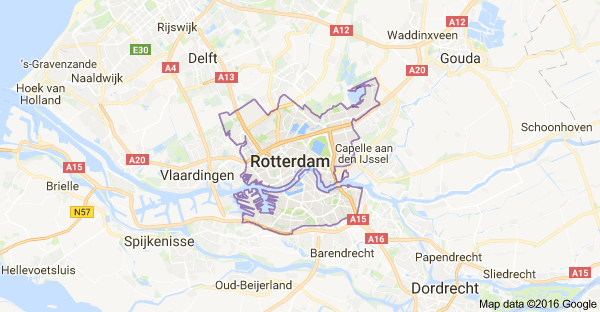 Rijswijk
A12
A12
Waddinxveen
E30
Delft
Gouda
's-Gravenzande
A4
A13
A20
Naaldwijk
Hoek van
Holland
Schoonhoven
Capelle aan
den IJssel
A20
Rotterdam
A15
Vlaardingen
Brielle
N57
A15
Spijkenisse
A16
Barendrecht
Papendrecht
Hellevoetsluis
Sliedrecht
A15
Oud-Beijerland
Dordrecht
Map data ©2016 Google